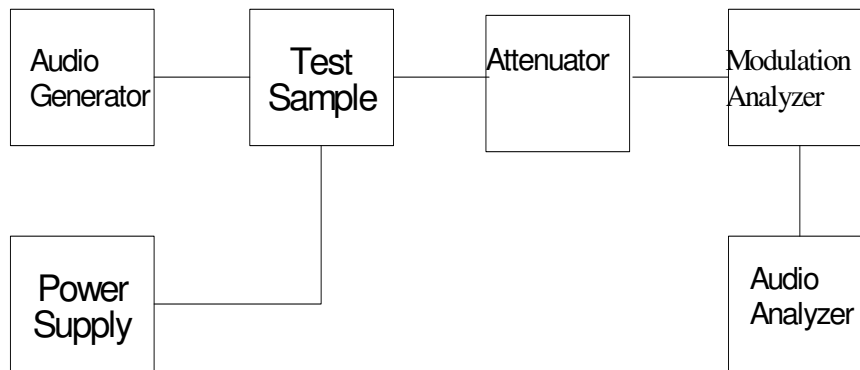 Audio
Generator
Test
Sample
Attenuator
Modulation
Analyzer
Power
Supply
Audio
Analyzer